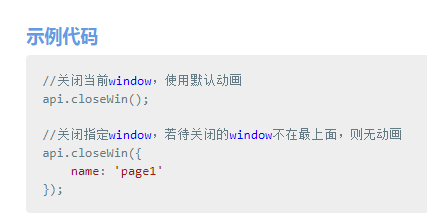 示例代码
//关闭当前window，使用默认动画
api.closeWin();
//关闭指定window，若待关闭的window不在最上面，则无动画
api.closeWin({
    name: 'page1'
});